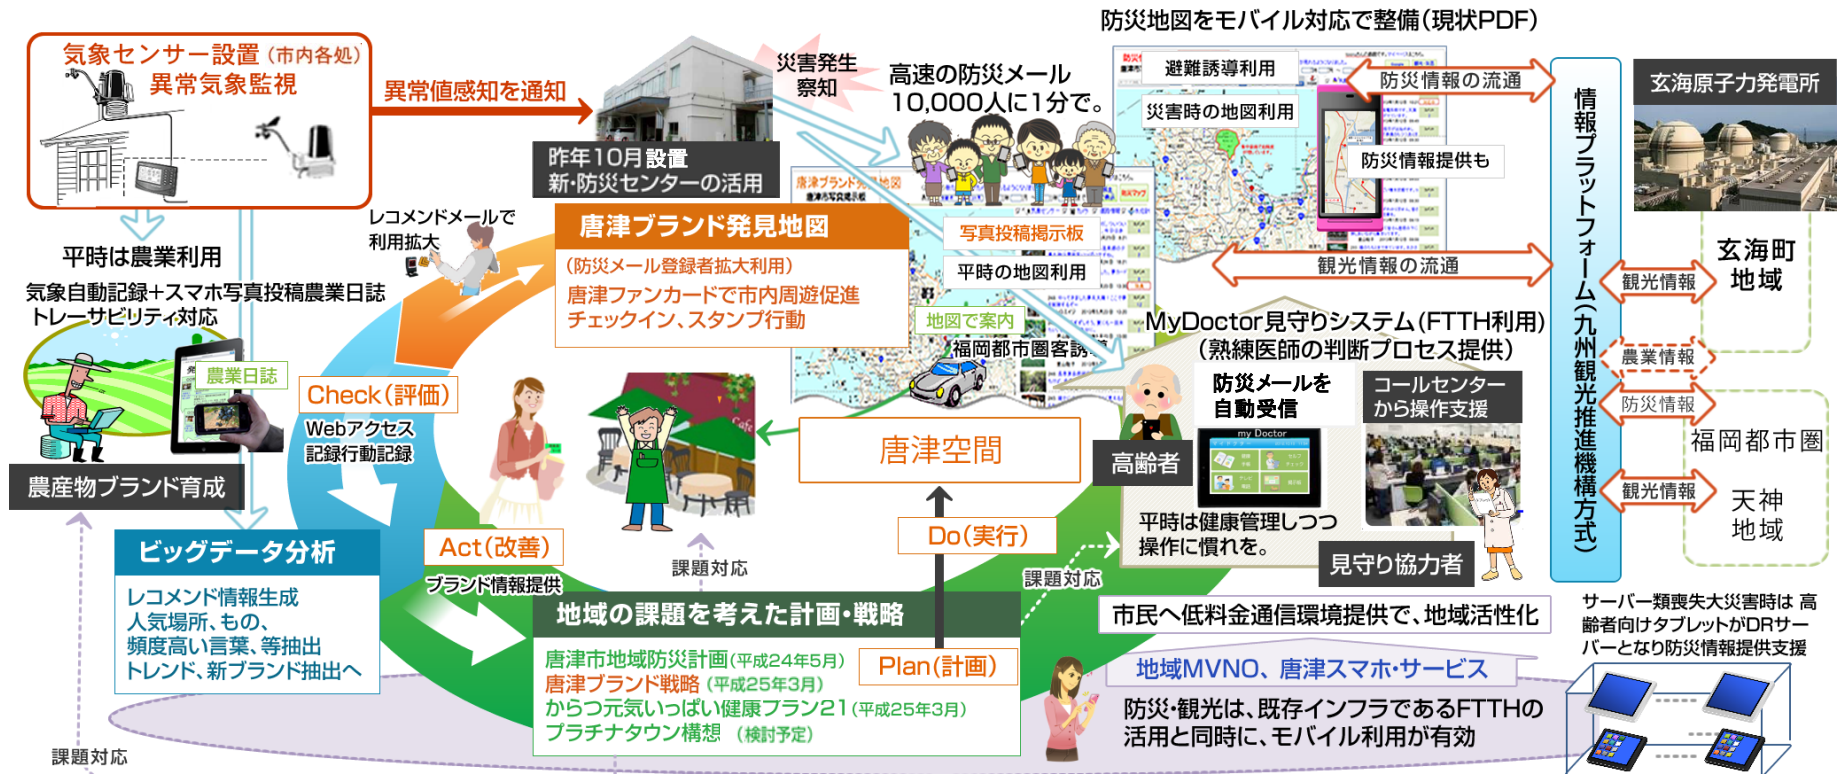 防災地図をモバイル対応で整備(現状PDF)
気象センサー設置(市内各処)
異常気象監視
異常値感知を通知
災害発生
察知
高速の防災メール
10,000人に1分で。
避難誘導利用
災害時の地図利用
防災情報の流通
防災情報提供も
情報プラットフォーム(九州観光推進機構方式)
玄海原子力発電所
昨年10月設置
新・防災センターの活用
唐津ブランド発見地図
唐津市写真掲示板
防災マップ
レコメンドメールで
利用拡大
唐津ブランド発見地図
(防災メール登録者拡大利用)
唐津ファンカードで市内周遊促進
チェックイン、スタンプ行動
写真投稿掲示板
平時の地図利用
地図で案内
福岡都市圏客誘導
観光情報の流通
観光情報
玄海町
地域
農業情報
防災情報
福岡都市圏
観光情報
天神
地域
平時は農業利用
気象自動記録+スマホ写真投稿農業日誌
トレーサビリティ対応
農業日誌
農産物ブランド育成
Check(評価)
Webアクセス
記録行動記録
MyDoctor見守りシステム(FTTH利用)
(熟練医師の判断プロセス提供)
防災メールを
自動受信
コールセンター
から操作支援
高齢者
my Doctor
平時は健康管理しつつ
操作に慣れを。
見守り協力者
Cafe
唐津空間
Do(実行)
Act(改善)
ブランド情報提供
課題対応
課題対応
ビッグデータ分析
レコメンド情報生成
人気場所、もの、
頻度高い言葉、等抽出
トレンド、新ブランド抽出へ
地域の課題を考えた計画・戦略
Plan(計画)
唐津市地域防災計画(平成24年5月)
唐津ブランド戦略(平成25年3月)
からつ元気いっぱい健康プラン21(平成25年3月)
プラチナタウン構想 (検討予定)
市民へ低料金通信環境提供で、地域活性化
地域MVNO、唐津スマホ・サービス
防災・観光は、既存インフラであるFTTHの
活用と同時に、モバイル利用が有効
サーバー類喪失大災害時は 高
齢者向けタブレットがDRサー
バーとなり防災情報提供支援
課題対応